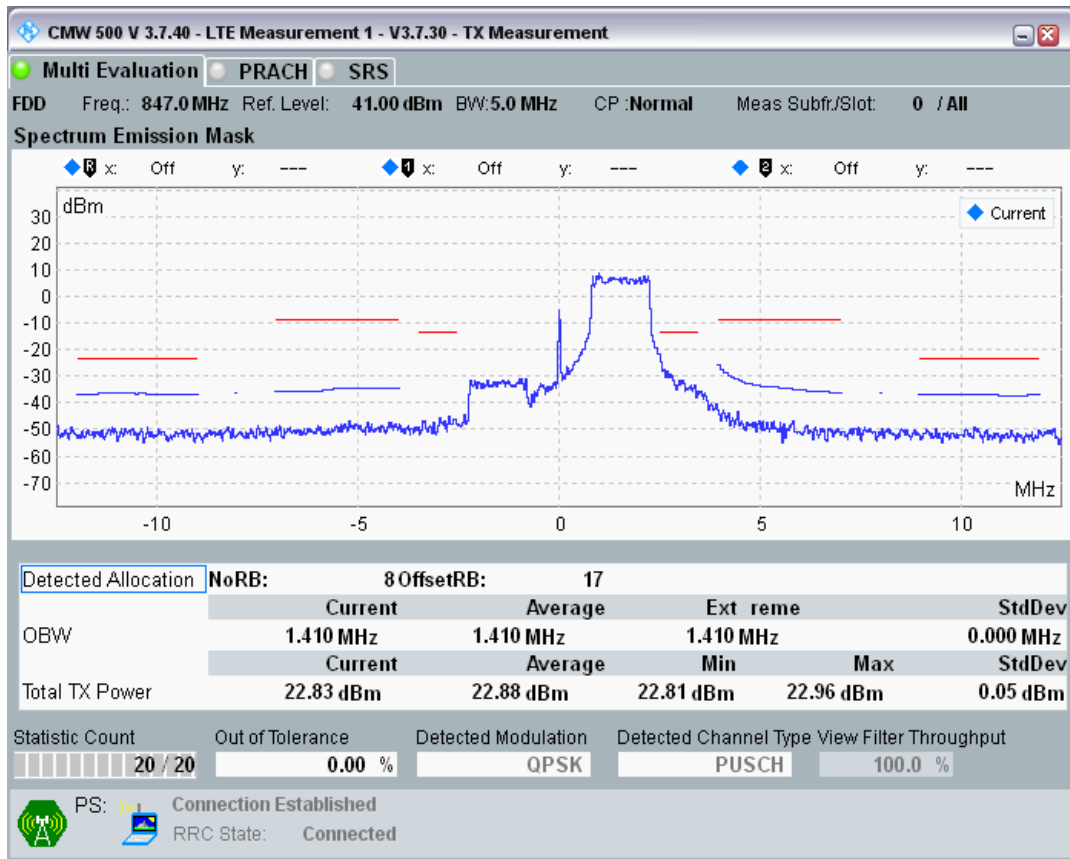 CMW 500 V 3.7.40 - LTE Measurement 1 - V3.7.30 - TX Measurement
Multi Evaluation PRACH SRS
FDD Freq.: 847.0 MHz Ref. Level: 41.00 dBm BW:5.0 MHz CP :Normal Meas Subfr./Slot: 0 / All
Spectrum Emission Mask
R x: Off y: --- 1 x: Off y: --- 2 x: Off y: ---
dBm
Current
30
20
10
0
-10
-20
-30
-40
-50
-60
-70
MHz
-10 -5 0 5 10
Detected Allocation NoRB: 8 OffsetRB: 17
Current Average Ext reme StdDev
OBW 1.410 MHz 1.410 MHz 1.410 MHz 0.000 MHz
Current Average Min Max StdDev
Total TX Power 22.83 dBm 22.88 dBm 22.81 dBm 22.96 dBm 0.05 dBm
Statistic Count Out of Tolerance Detected Modulation Detected Channel Type View Filter Throughput
20 / 20 0.00 % QPSK PUSCH 100.0 %
PS: Connection Established
RRC State: Connected